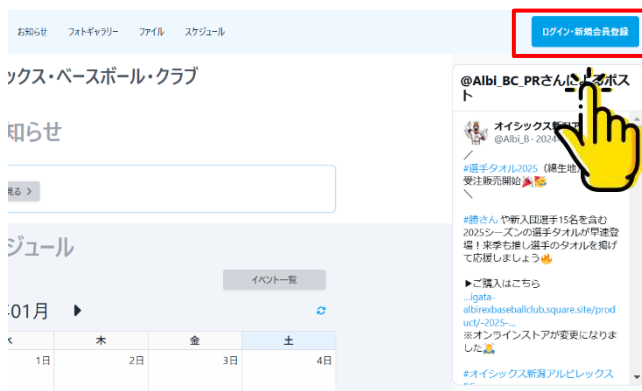 お知らせ フォトギャラリー ファイル スケジュール
ログイン・新規会員登録
ックス・ベースボール・クラブ
知らせ
見る >
ジュール
イベント一覧
01月
木 金 土
1日 2日 3日 4日
@Albi_BC_PRさんによるポス
ト
オイシックス新潟ア
@Albi_B · 2024
／
#選手タオル2025（綿生地）
受注販売開始🎉🎊
＼
#勝さん や新入団選手15名を含む
2025シーズンの選手タオルが早速登
場！来季も推し選手のタオルを掲げ
て応援しましょう🔥
▶ご購入はこちら
...igata-
albirexbaseballclub.square.site/prod
uct/-2025-...
※オンラインストアが変更になりま
した🙇
#オイシックス新潟アルビレックス